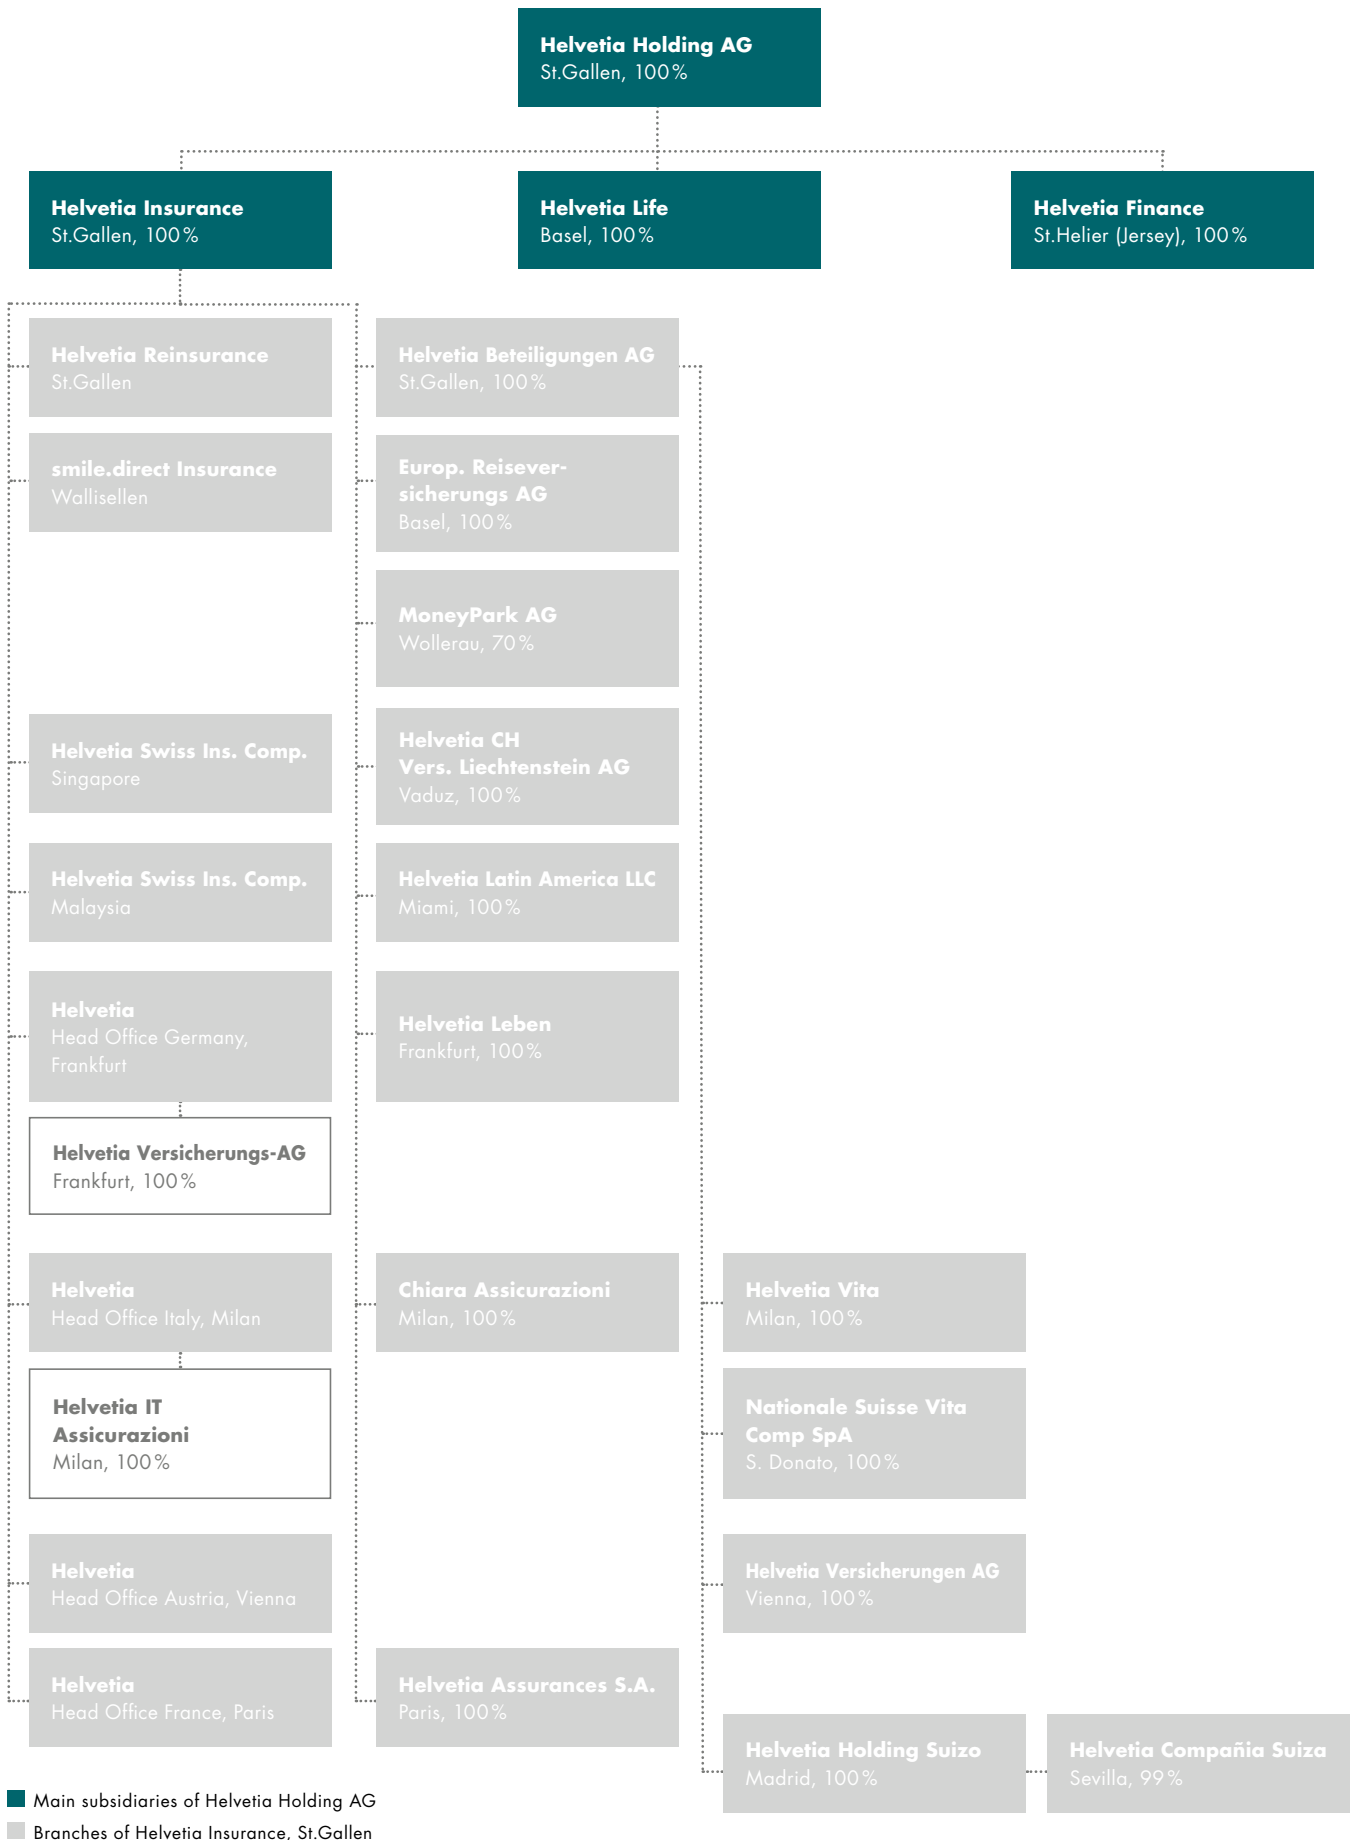 Helvetia Holding AG
St.Gallen, 100%
Helvetia Insurance
St.Gallen, 100%
Helvetia Life
Basel, 100%
Helvetia Finance
St.Helier (Jersey), 100%
Helvetia Reinsurance
St.Gallen
Helvetia Beteiligungen AG
St.Gallen, 100%
smile.direct Insurance
Wallisellen
Europ. Reisever-
sicherungs AG
Basel, 100%
MoneyPark AG
Wollerau, 70%
Helvetia Swiss Ins. Comp.
Singapore
Helvetia CH
Vers. Liechtenstein AG
Vaduz, 100%
Helvetia Swiss Ins. Comp.
Malaysia
Helvetia Latin America LLC
Miami, 100%
Helvetia
Head Office Germany,
Frankfurt
Helvetia Leben
Frankfurt, 100%
Helvetia Versicherungs-AG
Frankfurt, 100%
Helvetia
Head Office Italy, Milan
Chiara Assicurazioni
Milan, 100%
Helvetia Vita
Milan, 100%
Helvetia IT
Assicurazioni
Milan, 100%
Nationale Suisse Vita
Comp SpA
S. Donato, 100%
Helvetia
Head Office Austria, Vienna
Helvetia Versicherungen AG
Vienna, 100%
Helvetia
Head Office France, Paris
Helvetia Assurances S.A.
Paris, 100%
Helvetia Holding Suizo
Madrid, 100%
Helvetia Compañia Suiza
Sevilla, 99%
Main subsidiaries of Helvetia Holding AG
Branches of Helvetia Insurance, St.Gallen